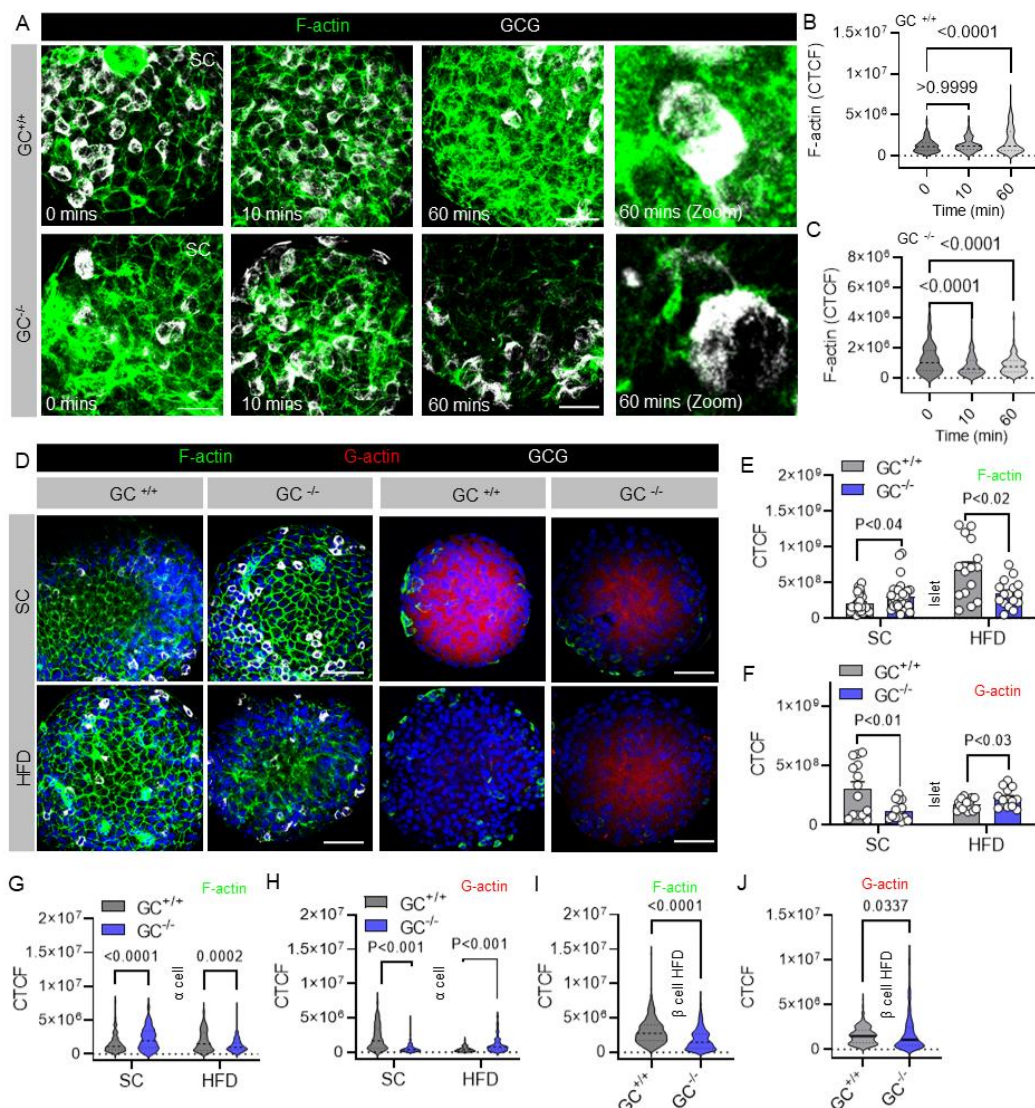 A
F-actin
GCG
GC+/+
SC
0 mins
10 mins
60 mins
60 mins (Zoom)
GC-/-
SC
0 mins
10 mins
60 mins
60 mins (Zoom)
B
GC +/+
<0.0001
>0.9999
F-actin (CTCF)
1.5×10⁷
1×10⁷
5×10⁶
0
0
10
60
Time (min)
C
GC -/-
<0.0001
<0.0001
F-actin (CTCF)
8×10⁶
6×10⁶
4×10⁶
2×10⁶
0
0
10
60
Time (min)
D
F-actin
G-actin
GCG
GC +/+
GC -/-
GC +/+
GC -/-
SC
HFD
E
GC+/+
GC-/-
F-actin
P<0.04
P<0.02
CTCF
2×10⁹
1×10⁹
1×10⁹
5×10⁸
0
Islet
SC
HFD
F
GC+/+
GC-/-
G-actin
P<0.01
P<0.03
CTCF
1×10⁹
5×10⁸
0
Islet
SC
HFD
G
F-actin
GC+/+
GC-/-
<0.0001
0.0002
α cell
CTCF
2×10⁷
2×10⁷
1×10⁷
5×10⁶
0
SC
HFD
H
G-actin
GC+/+
GC-/-
P<0.001
P<0.001
α cell
CTCF
2×10⁷
2×10⁷
1×10⁷
5×10⁶
0
SC
HFD
I
F-actin
<0.0001
β cell HFD
CTCF
2×10⁷
2×10⁷
1×10⁷
5×10⁶
0
GC+/+
GC-/-
J
G-actin
0.0337
β cell HFD
CTCF
2×10⁷
1×10⁷
1×10⁷
5×10⁶
0
GC+/+
GC-/-